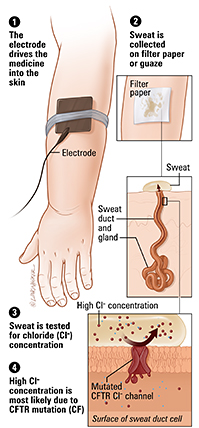 1
The
electrode
drives the
medicine
into the
skin
2
Sweat is
collected
on filter paper
or guaze
Filter
paper
Electrode
Sweat
Sweat
duct
and
gland
3
Sweat is tested
for chloride (Cl-)
concentration
4
High Cl-
concentration is
most likely due to
CFTR mutation (CF)
High Cl- concentration
Mutated
CFTR Cl- channel
Surface of sweat duct cell